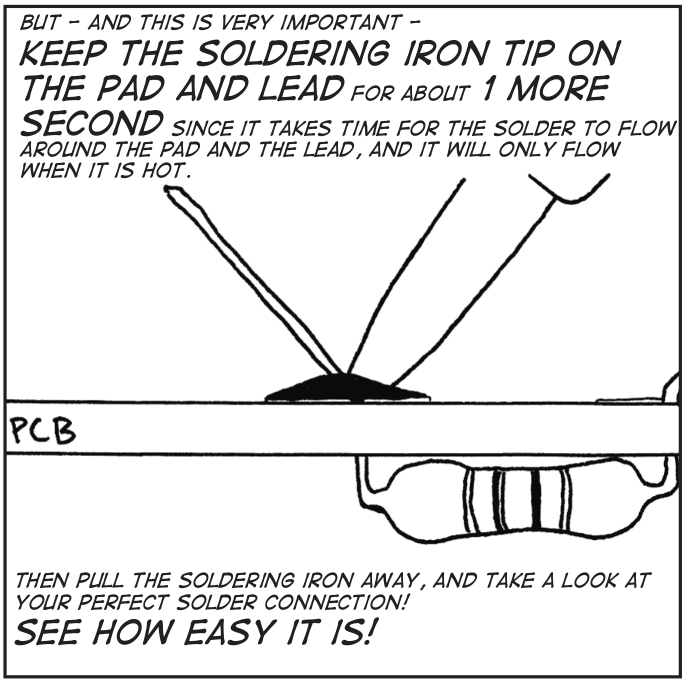 BUT - AND THIS IS VERY IMPORTANT -
KEEP THE SOLDERING IRON TIP ON
THE PAD AND LEAD FOR ABOUT 1 MORE
SECOND SINCE IT TAKES TIME FOR THE SOLDER TO FLOW
AROUND THE PAD AND THE LEAD, AND IT WILL ONLY FLOW
WHEN IT IS HOT.
PCB
THEN PULL THE SOLDERING IRON AWAY, AND TAKE A LOOK AT
YOUR PERFECT SOLDER CONNECTION!
SEE HOW EASY IT IS!